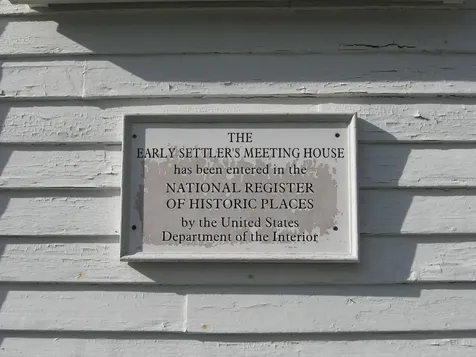 THE
EARLY SETTLER'S MEETING HOUSE
has been entered in the
NATIONAL REGISTER
OF HISTORIC PLACES
by the United States
Department of the Interior